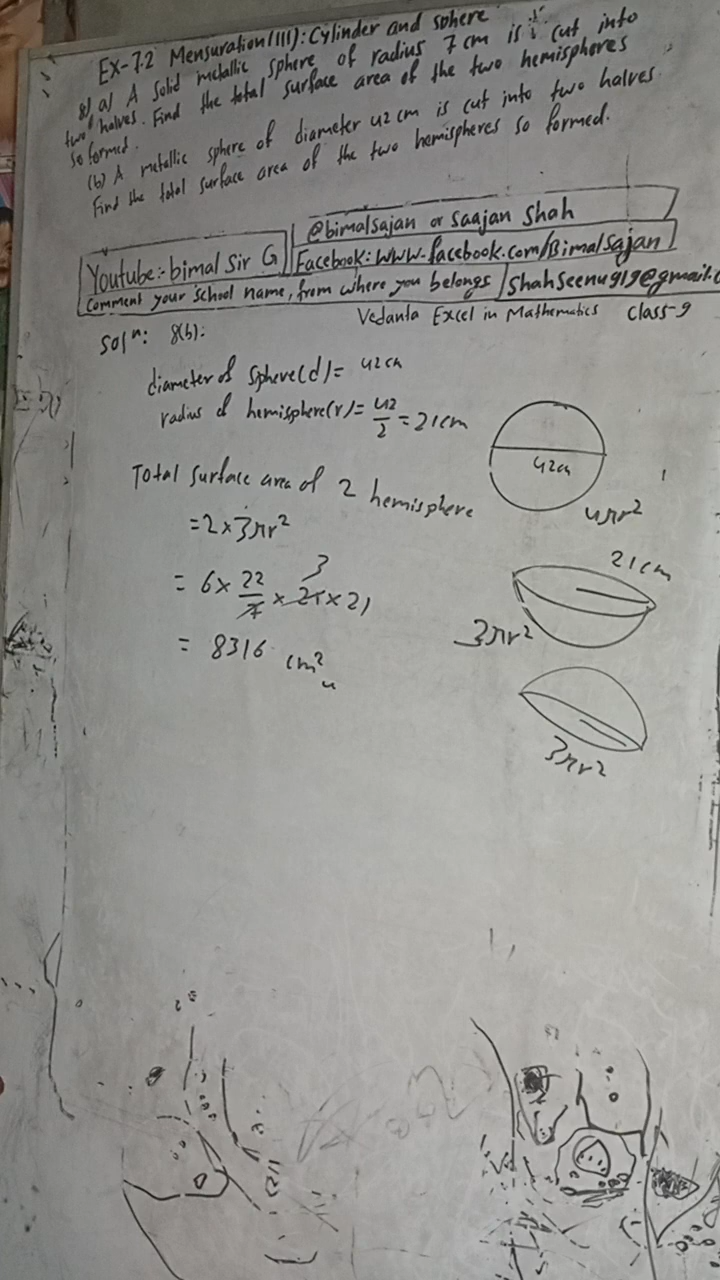 Ex-7.2 Mensuration(III): Cylinder and sphere
8) a) A solid metallic sphere of radius 7 cm is cut into
two halves. Find the total surface area of the two hemispheres
so formed.
(b) A metallic sphere of diameter 42 cm is cut into two halves
Find the total surface area of the two hemispheres so formed.
@bimalsajan or Saajan Shah
Youtube:- bimal Sir G
Facebook: www.facebook.com/Bimalsajan
Comment your school name, from where you belongs
shahseenu919@gmail.c
Vedanta Excel in Mathematics Class-9
Solⁿ: 8(b):
diameter of sphere(d) = 42cm
radius of hemisphere(r) = 42/2 = 21cm
42cm
4πr²
Total surface area of 2 hemisphere
= 2 × 3πr²
= 6 × 22/7 × 21 × 21
3
= 8316 cm²
21cm
3πr²
3πr²